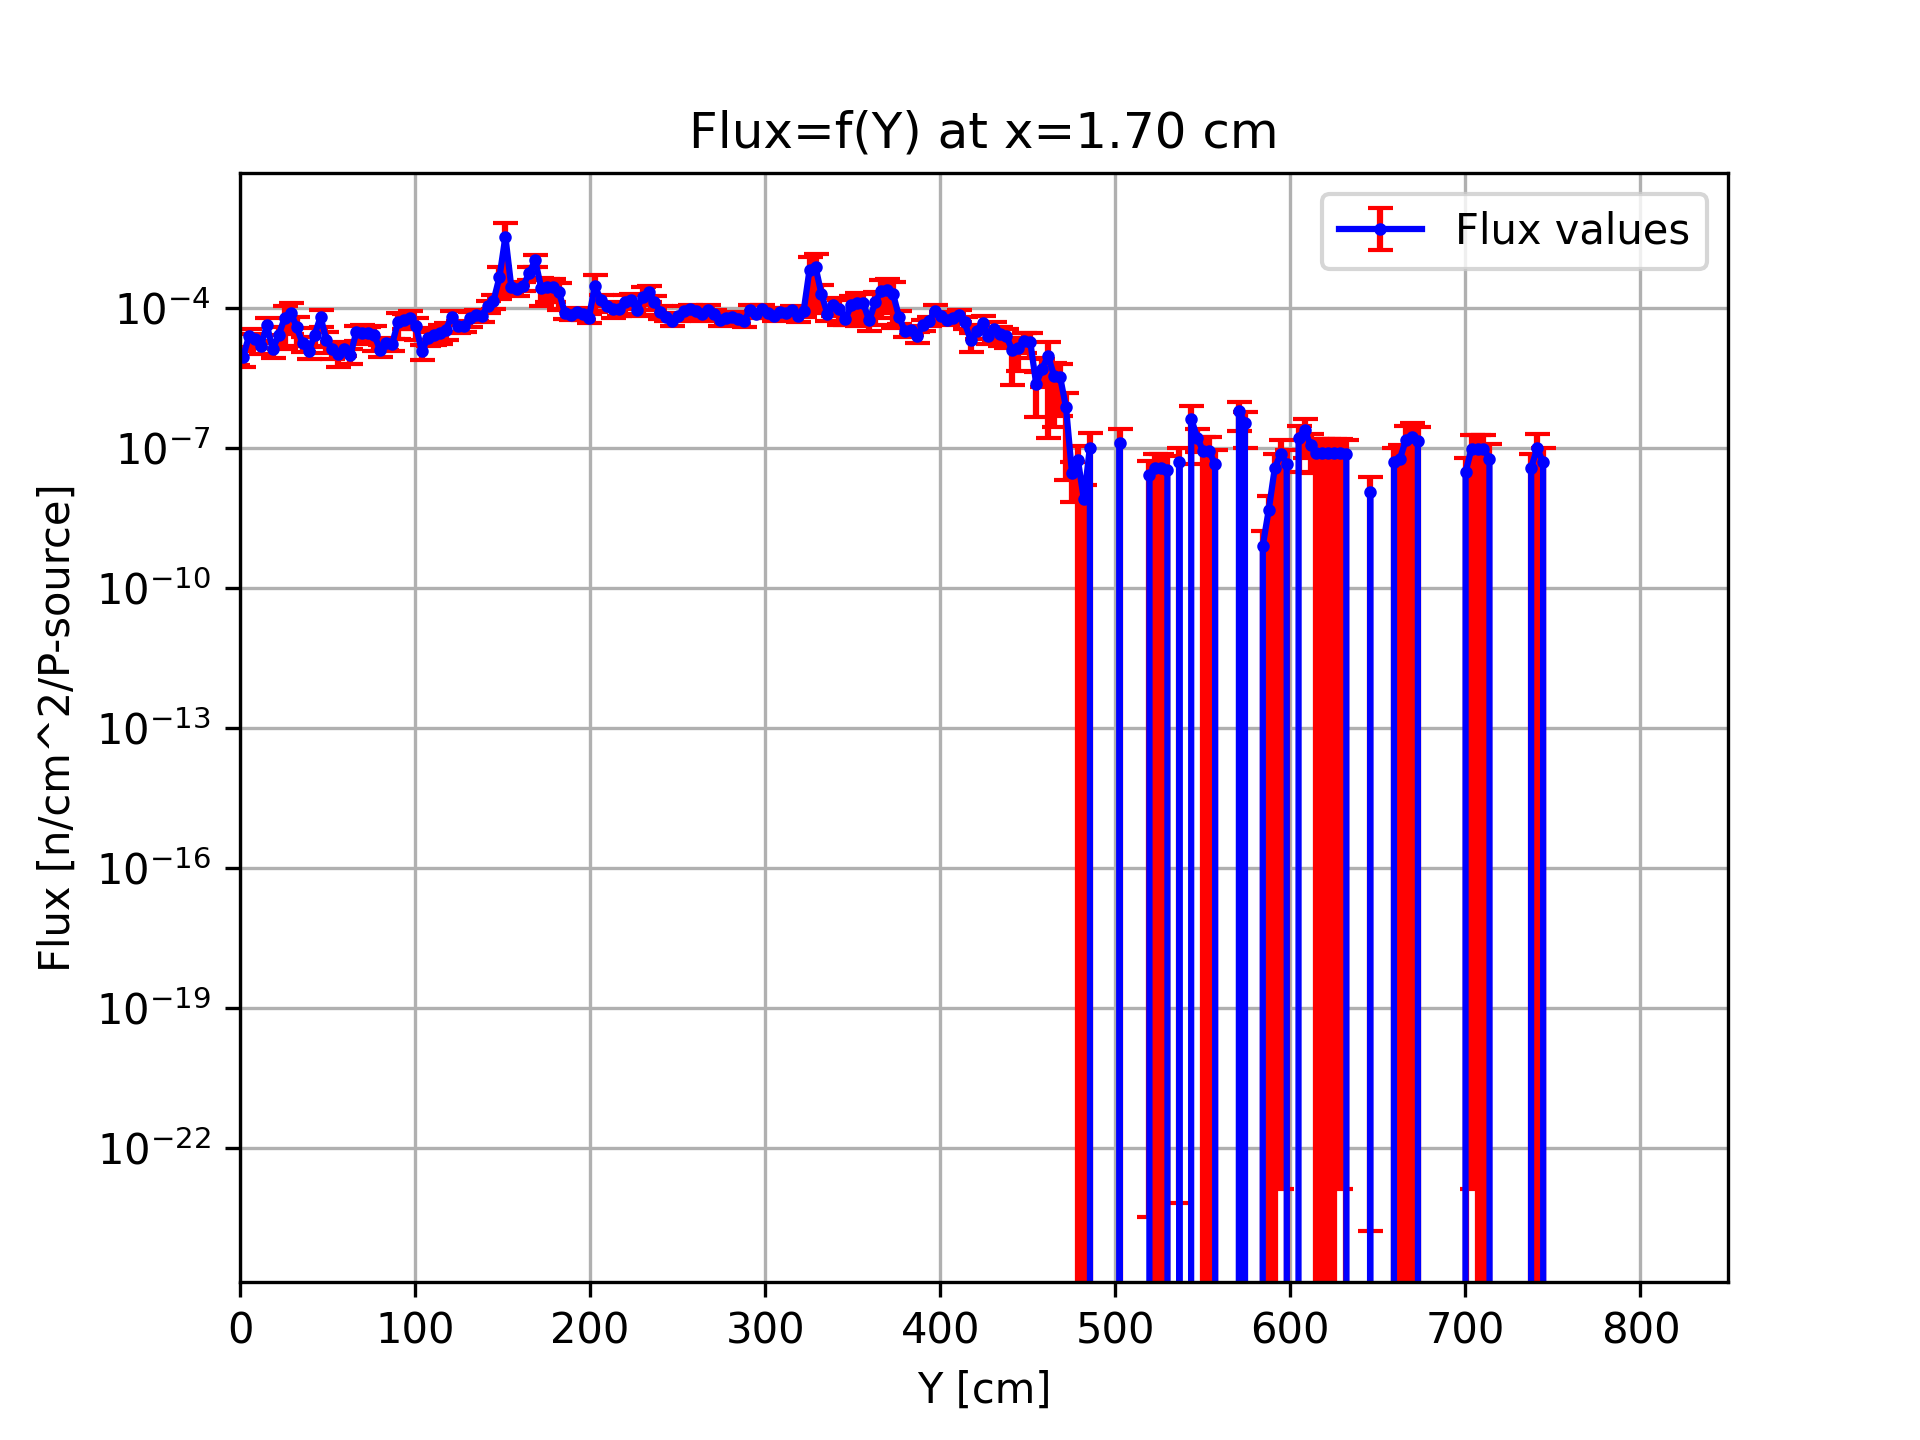 Flux=f(Y) at x=1.70 cm
Flux values
Flux [n/cm^2/P-source]
10⁻⁴
10⁻⁷
10⁻¹⁰
10⁻¹³
10⁻¹⁶
10⁻¹⁹
10⁻²²
0 100 200 300 400 500 600 700 800
Y [cm]